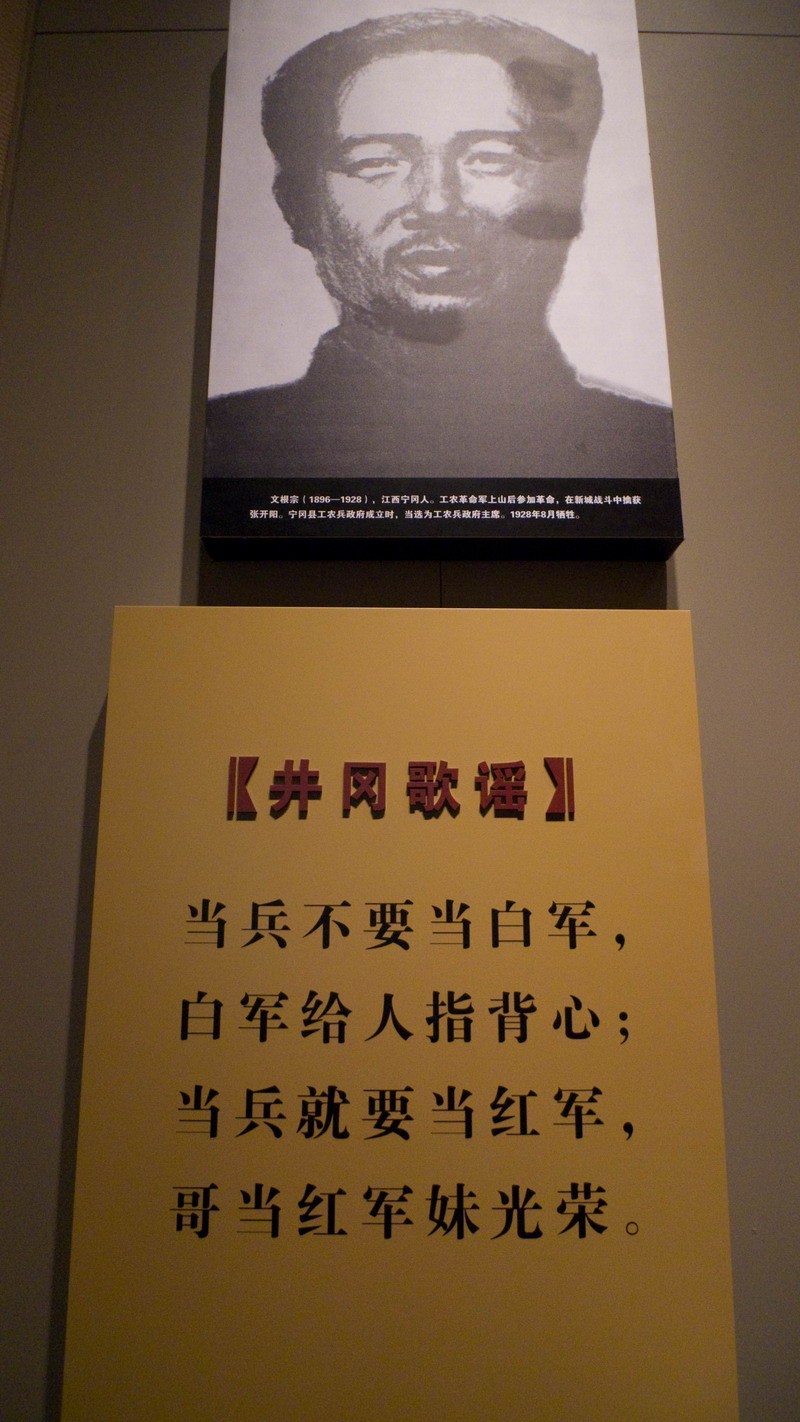 文根宗（1896—1928），江西宁冈人。工农革命军上山后参加革命，在新城战斗中擒获
张开阳。宁冈县工农兵政府成立时，当选为工农兵政府主席。1928年8月牺牲。
【井冈歌谣】
当兵不要当白军，
白军给人指背心；
当兵就要当红军，
哥当红军妹光荣。